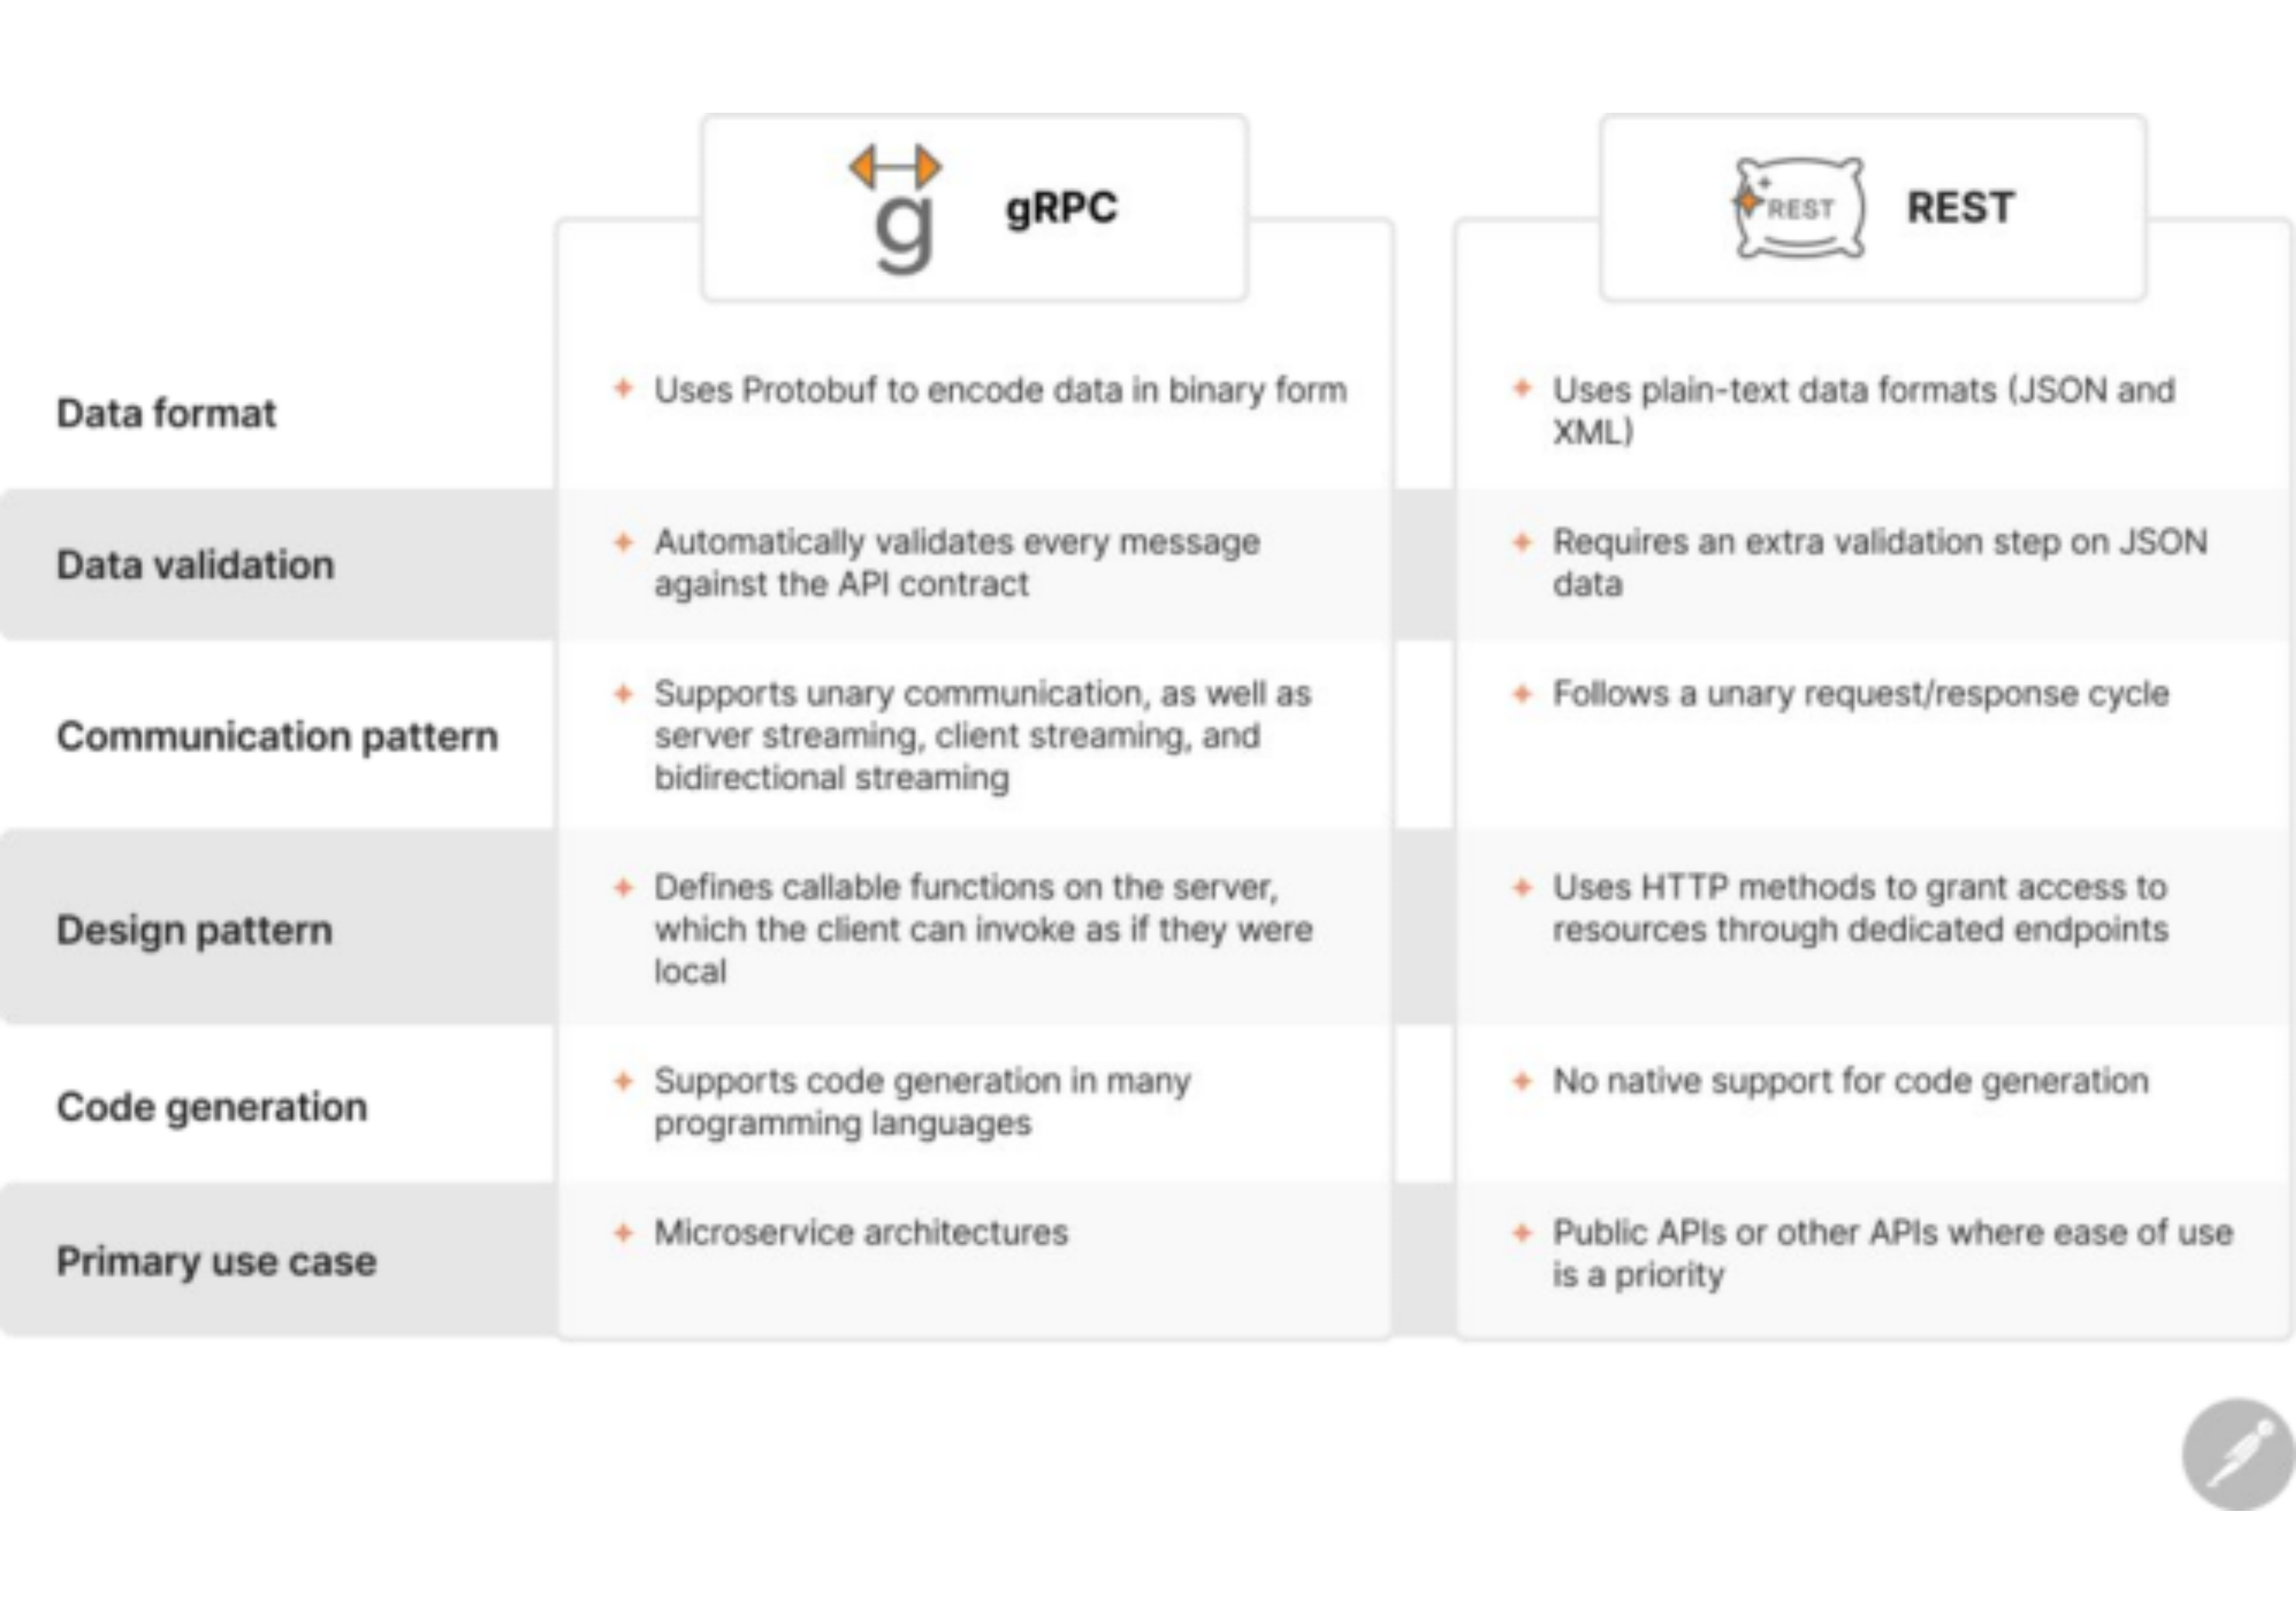 gRPC
REST REST
Data format
Uses Protobuf to encode data in binary form
Uses plain-text data formats (JSON and
XML)
Data validation
Automatically validates every message
against the API contract
Requires an extra validation step on JSON
data
Communication pattern
Supports unary communication, as well as
server streaming, client streaming, and
bidirectional streaming
Follows a unary request/response cycle
Design pattern
Defines callable functions on the server,
which the client can invoke as if they were
local
Uses HTTP methods to grant access to
resources through dedicated endpoints
Code generation
Supports code generation in many
programming languages
No native support for code generation
Primary use case
Microservice architectures
Public APIs or other APIs where ease of use
is a priority